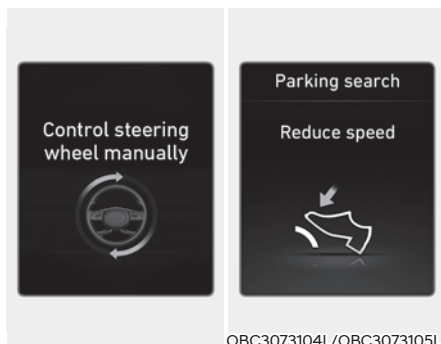 Control steering
wheel manually
Parking search
Reduce speed
OBC3073104L/OBC3073105L